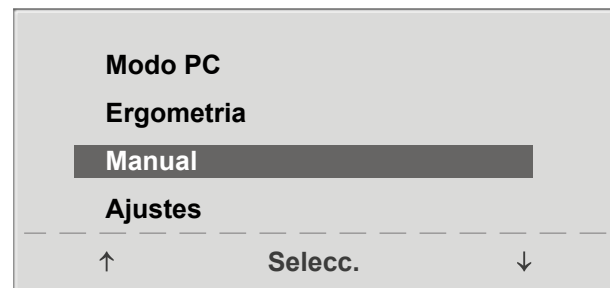 Modo PC
Ergometria
Manual
Ajustes
↑ Selecc. ↓